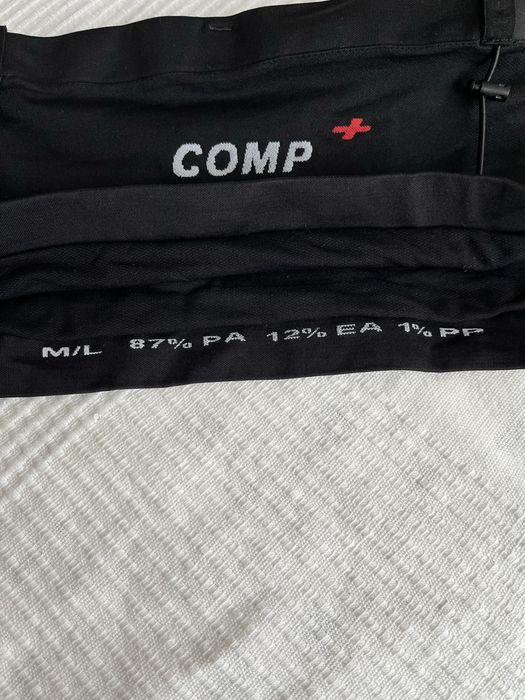 COMP +
M/L 87% PA 12% EA 1% PP